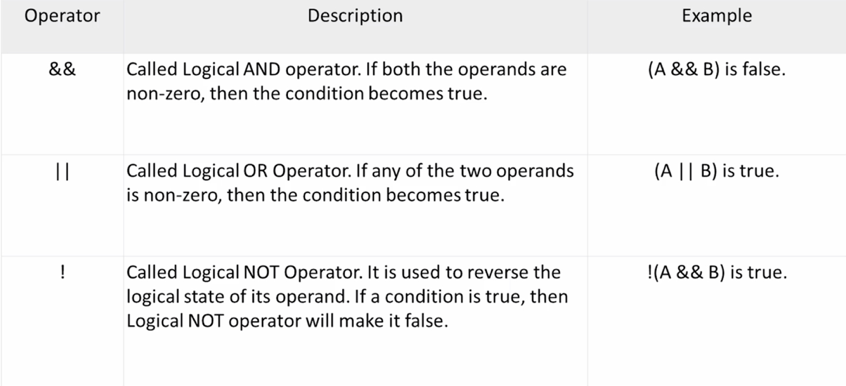 Operator Description Example
&& Called Logical AND operator. If both the operands are (A && B) is false.
non-zero, then the condition becomes true.
|| Called Logical OR Operator. If any of the two operands (A || B) is true.
is non-zero, then the condition becomes true.
! Called Logical NOT Operator. It is used to reverse the !(A && B) is true.
logical state of its operand. If a condition is true, then
Logical NOT operator will make it false.